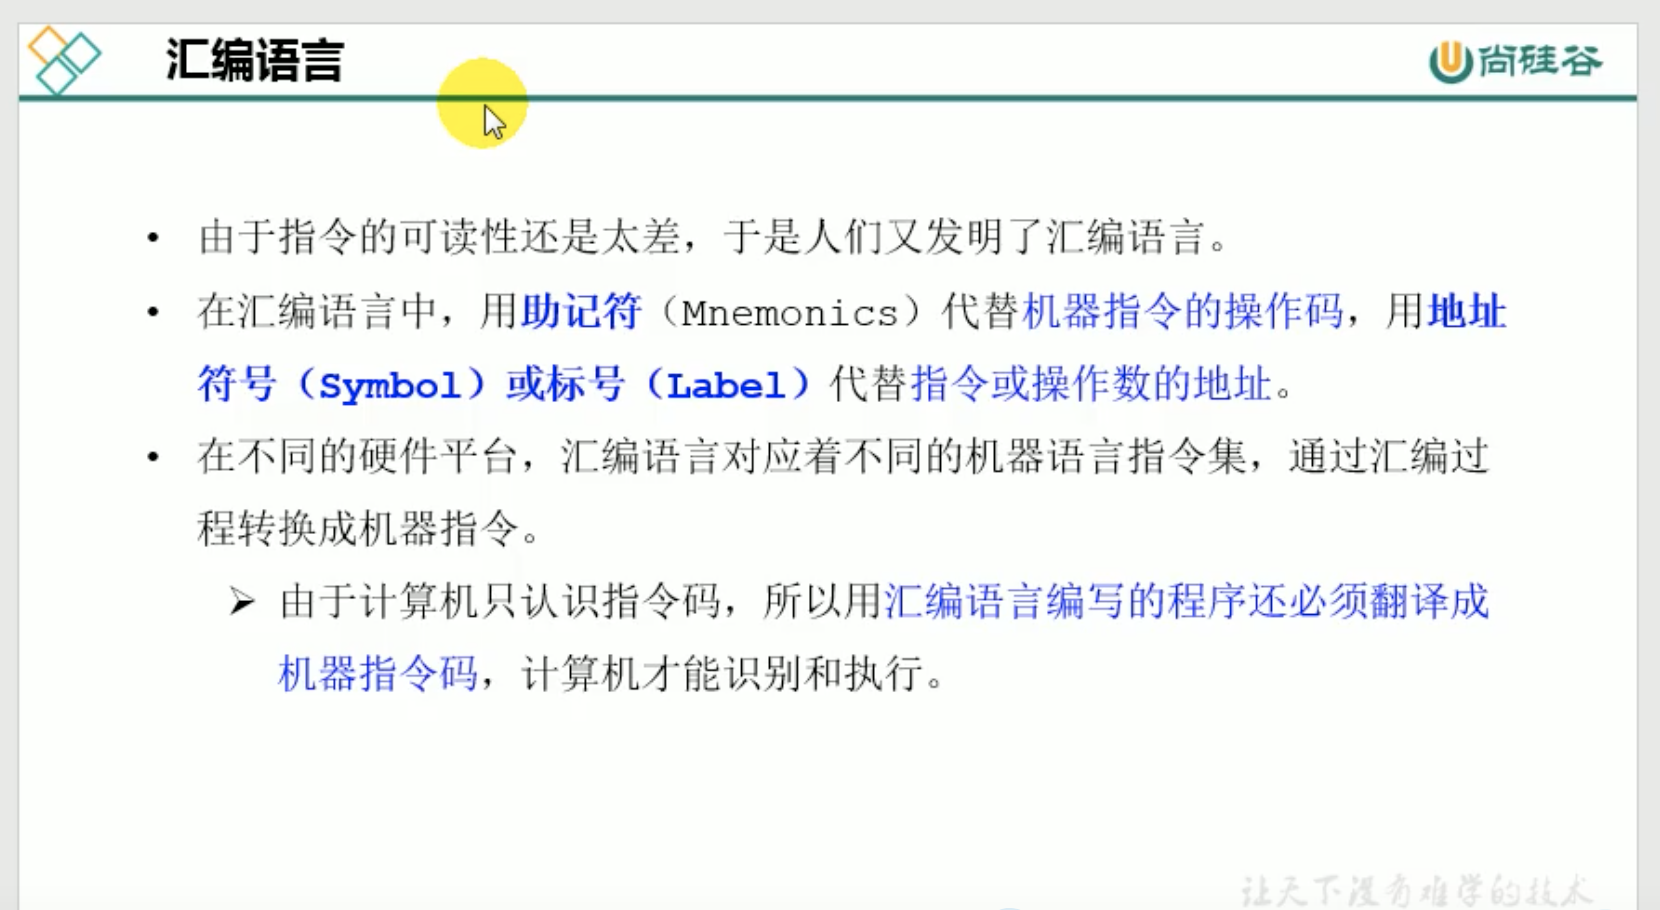 汇编语言
尚硅谷
• 由于指令的可读性还是太差，于是人们又发明了汇编语言。
• 在汇编语言中，用助记符（Mnemonics）代替机器指令的操作码，用地址
符号（Symbol）或标号（Label）代替指令或操作数的地址。
• 在不同的硬件平台，汇编语言对应着不同的机器语言指令集，通过汇编过
程转换成机器指令。
➢ 由于计算机只认识指令码，所以用汇编语言编写的程序还必须翻译成
机器指令码，计算机才能识别和执行。
让天下没有难学的技术